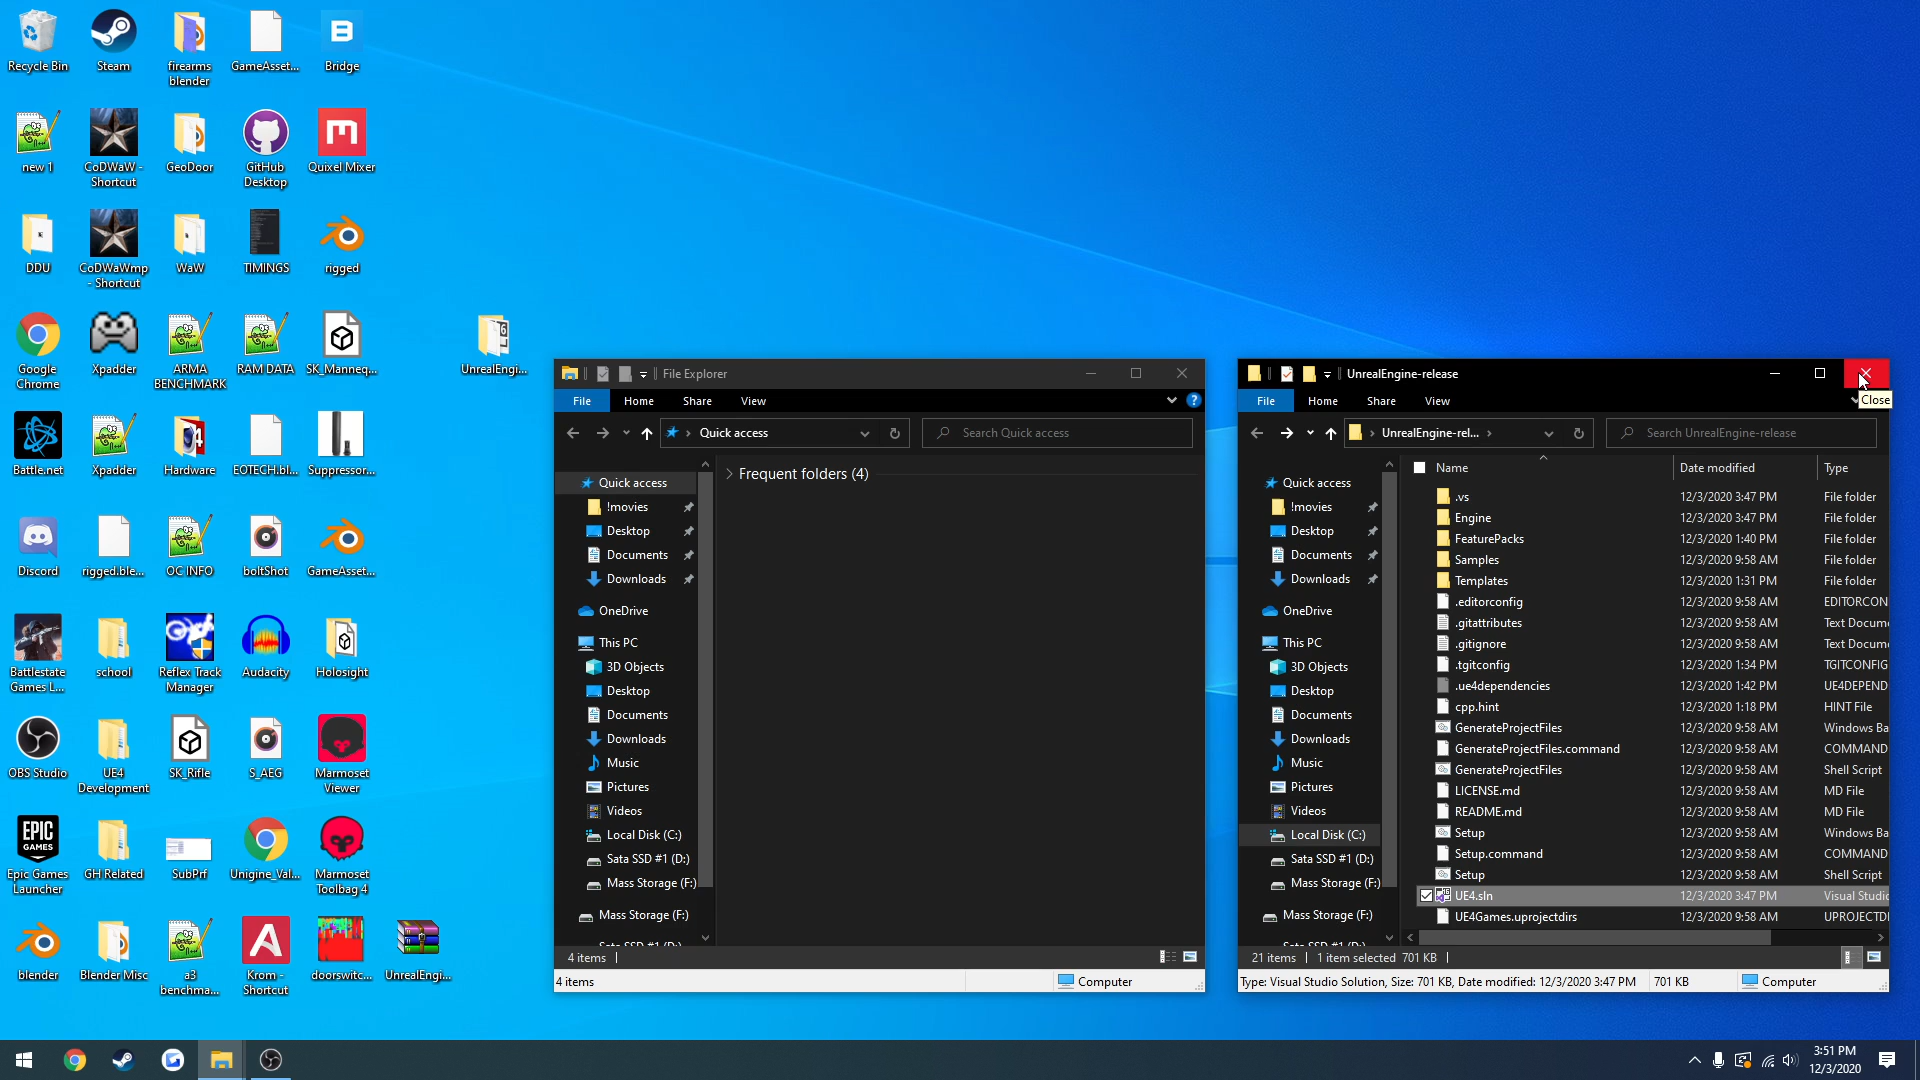 Recycle Bin
Steam
firearms
blender
GameAsset...
Bridge
new 1
CoDWaW -
Shortcut
GeoDoor
GitHub
Desktop
Quixel Mixer
DDU
CoDWaWmp
- Shortcut
WaW
TIMINGS
rigged
Google
Chrome
Xpadder
ARMA
BENCHMARK
RAM DATA
SK_Manneq...
UnrealEngi...
Battle.net
Xpadder
Hardware
EOTECH.bl...
Suppressor...
Discord
rigged.ble...
OC INFO
boltShot
GameAsset...
Battlestate
Games L...
school
Reflex Track
Manager
Audacity
Holosight
OBS Studio
UE4
Development
SK_Rifle
S_AEG
Marmoset
Viewer
EPIC
GAMES
Epic Games
Launcher
GH Related
SubPrf
Unigine_Val...
Marmoset
Toolbag 4
blender
Blender Misc
a3
benchma...
Krom -
Shortcut
doorswitc...
UnrealEngi...
File Explorer
File
Home
Share
View
Quick access
Search Quick access
Quick access
!movies
Desktop
Documents
Downloads
OneDrive
This PC
3D Objects
Desktop
Documents
Downloads
Music
Pictures
Videos
Local Disk (C:)
Sata SSD #1 (D:)
Mass Storage (F:)
Mass Storage (F:)
Sata SSD #1 (D:)
Frequent folders (4)
4 items
4 items
Computer
UnrealEngine-release
Close
File
Home
Share
View
UnrealEngine-rel...
Search UnrealEngine-release
Quick access
!movies
Desktop
Documents
Downloads
OneDrive
This PC
3D Objects
Desktop
Documents
Downloads
Music
Pictures
Videos
Local Disk (C:)
Sata SSD #1 (D:)
Mass Storage (F:)
Mass Storage (F:)
Sata SSD #1 (D:)
Name Date modified Type
.vs 12/3/2020 3:47 PM File folder
Engine 12/3/2020 3:47 PM File folder
FeaturePacks 12/3/2020 1:40 PM File folder
Samples 12/3/2020 9:58 AM File folder
Templates 12/3/2020 1:31 PM File folder
.editorconfig 12/3/2020 9:58 AM EDITORCON
.gitattributes 12/3/2020 9:58 AM Text Docume
.gitignore 12/3/2020 9:58 AM Text Docume
.tgitconfig 12/3/2020 1:34 PM TGITCONFIG
.ue4dependencies 12/3/2020 1:42 PM UE4DEPEND
cpp.hint 12/3/2020 1:18 PM HINT File
GenerateProjectFiles 12/3/2020 9:58 AM Windows Ba
GenerateProjectFiles.command 12/3/2020 9:58 AM COMMAND
GenerateProjectFiles 12/3/2020 9:58 AM Shell Script
LICENSE.md 12/3/2020 9:58 AM MD File
README.md 12/3/2020 9:58 AM MD File
Setup 12/3/2020 9:58 AM Windows Ba
Setup.command 12/3/2020 9:58 AM COMMAND
Setup 12/3/2020 9:58 AM Shell Script
UE4.sln 12/3/2020 3:47 PM Visual Studio
UE4Games.uprojectdirs 12/3/2020 9:58 AM UPROJECTDI
21 items 1 item selected 701 KB
Type: Visual Studio Solution, Size: 701 KB, Date modified: 12/3/2020 3:47 PM 701 KB Computer
3:51 PM
12/3/2020